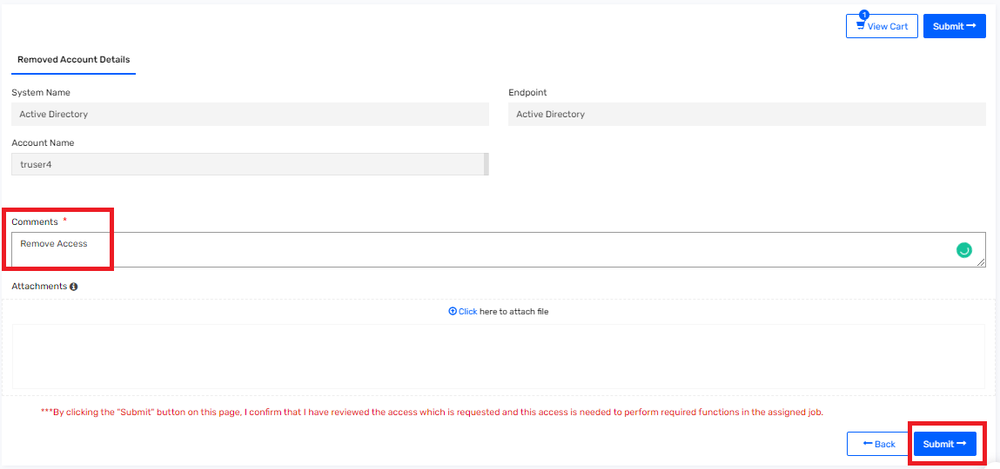 1
View Cart
Submit
Removed Account Details
System Name
Endpoint
Active Directory
Active Directory
Account Name
truser4
Comments *
Remove Access
Attachments
Click here to attach file
***By clicking the "Submit" button on this page, I confirm that I have reviewed the access which is requested and this access is needed to perform required functions in the assigned job.
Back
Submit